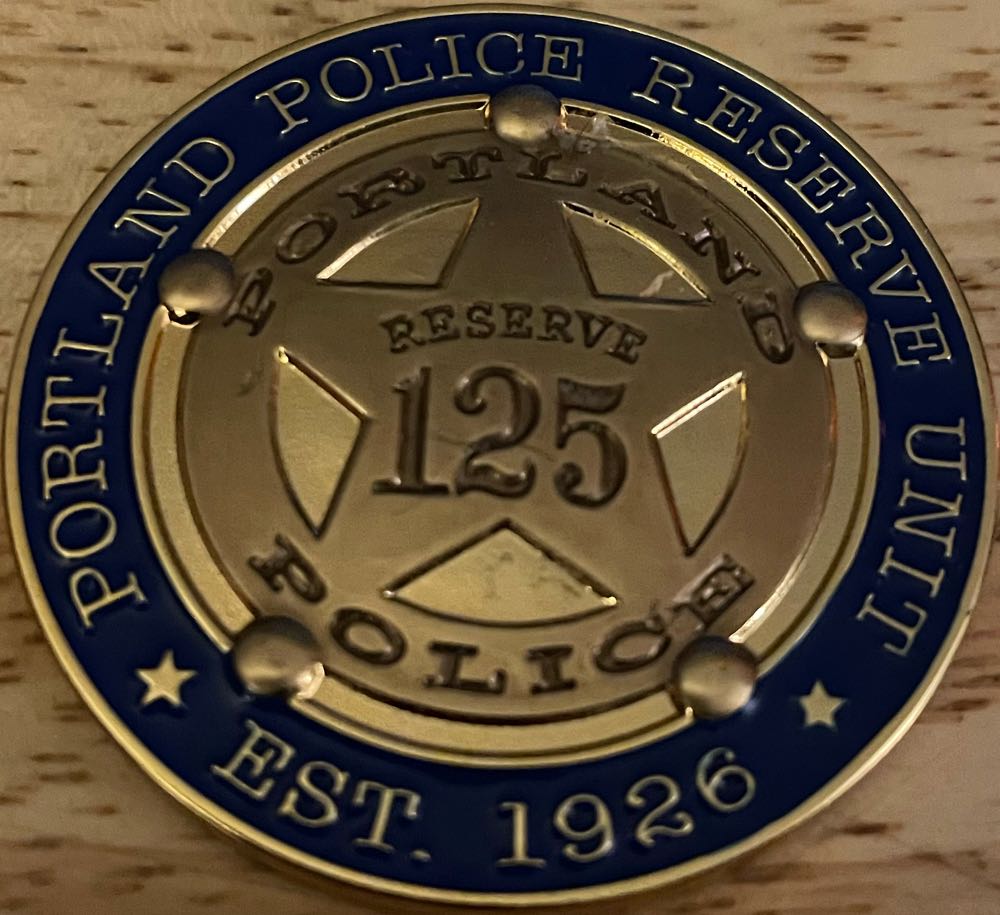 PORTLAND POLICE RESERVE UNIT
PORTLAND
RESERVE
125
POLICE
EST. 1926